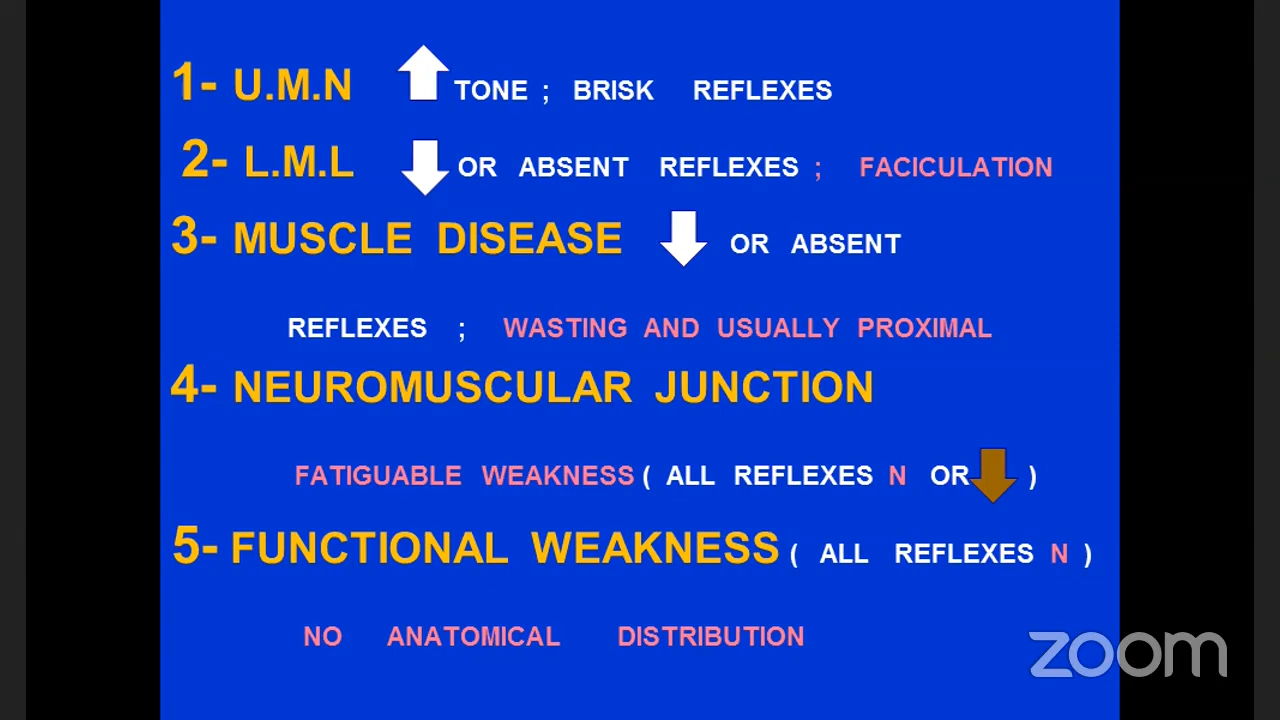 1- U.M.N TONE ; BRISK REFLEXES
2- L.M.L OR ABSENT REFLEXES ; FACICULATION
3- MUSCLE DISEASE OR ABSENT
REFLEXES ; WASTING AND USUALLY PROXIMAL
4- NEUROMUSCULAR JUNCTION
FATIGUABLE WEAKNESS ( ALL REFLEXES N OR )
5- FUNCTIONAL WEAKNESS ( ALL REFLEXES N )
NO ANATOMICAL DISTRIBUTION
zoom